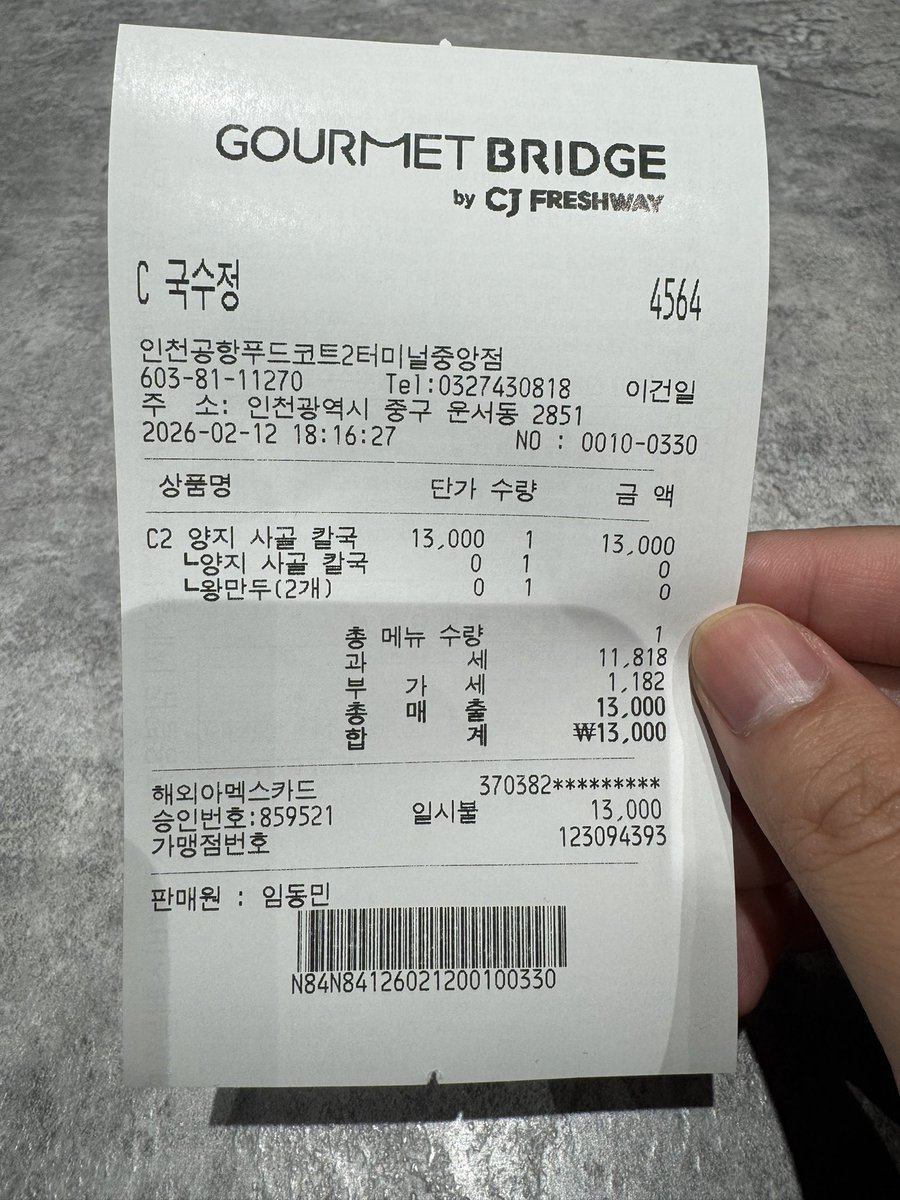 GOURMET BRIDGE
by CJ FRESHWAY
C 국수정 4564
인천공항푸드코트2터미널중앙점
603-81-11270 Tel:0327430818 이건일
주 소: 인천광역시 중구 운서동 2851
2026-02-12 18:16:27 NO : 0010-0330
상품명 단가 수량 금 액
C2 양지 사골 칼국 13,000 1 13,000
┗양지 사골 칼국 0 1 0
┗왕만두(2개) 0 1 0
총 메뉴 수량 1
과 세 11,818
부 가 세 1,182
총 매 출 13,000
합 계 ₩13,000
해외아멕스카드 370382*********
승인번호:859521 일시불 13,000
가맹점번호 123094393
판매원 : 임동민
N84N84126021200100330